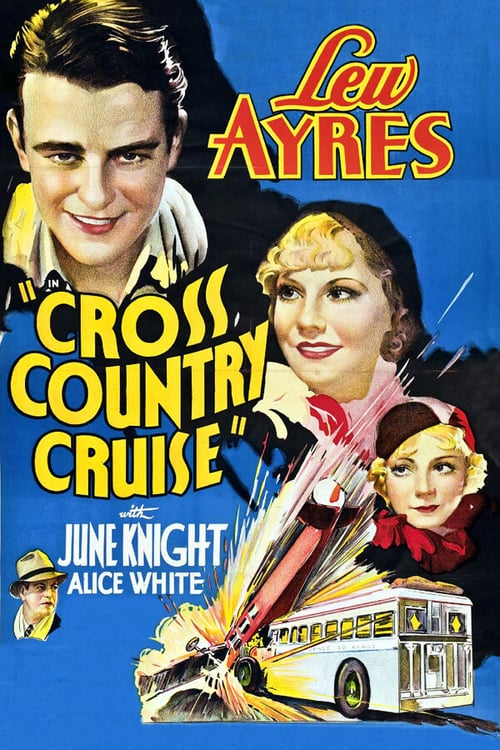 Lew
AYRES
IN
"CROSS
COUNTRY
CRUISE"
with
JUNE KNIGHT
ALICE WHITE